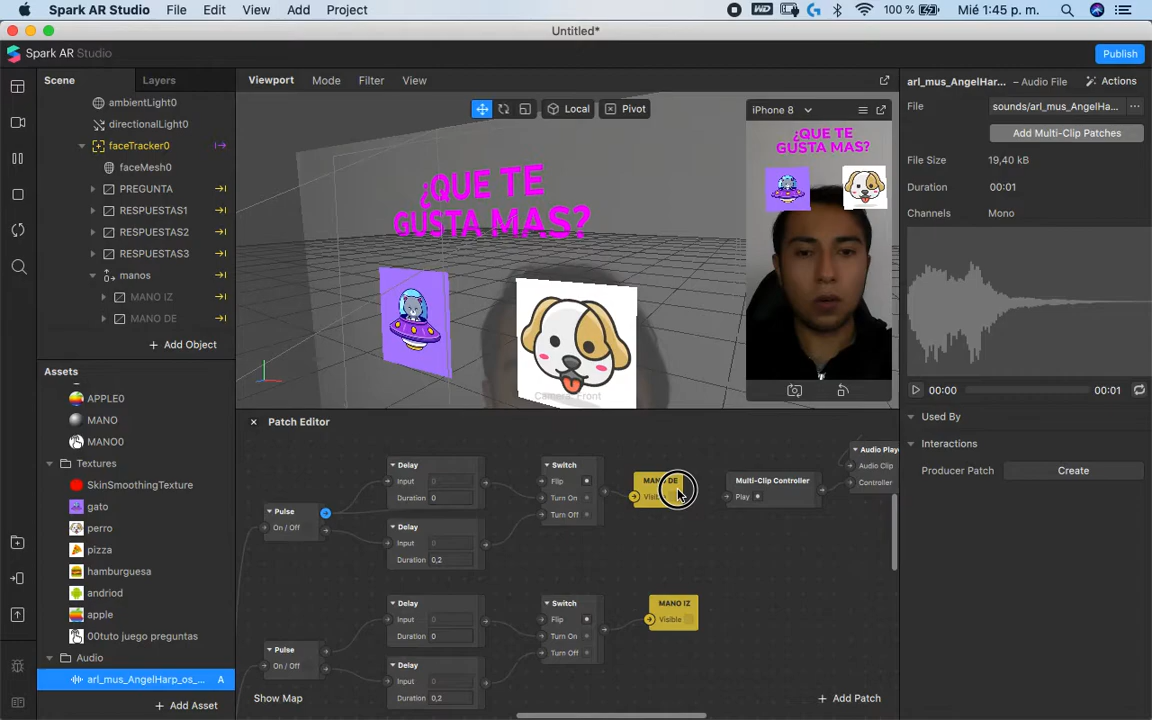 Spark AR Studio File Edit View Add Project 100 % Mié 1:45 p. m.
Untitled*
Spark AR Studio
Publish
Scene Layers
Viewport Mode Filter View
arl_mus_AngelHar... – Audio File Actions
ambientLight0
directionalLight0
faceTracker0
faceMesh0
PREGUNTA
RESPUESTAS1
RESPUESTAS2
RESPUESTAS3
manos
MANO IZ
MANO DE
Add Object
Local
Pivot
¿QUE TE
GUSTA MAS?
Camera: Front
iPhone 8
¿QUE TE
GUSTA MAS?
File sounds/arl_mus_AngelHa... ...
Add Multi-Clip Patches
File Size 19,40 kB
Duration 00:01
Channels Mono
00:00 00:01
Used By
Interactions
Producer Patch Create
Assets
APPLE0
MANO
MANO0
Textures
SkinSmoothingTexture
gato
perro
pizza
hamburguesa
andriod
apple
00tuto juego preguntas
Audio
arl_mus_AngelHarp_os_... A
Add Asset
Patch Editor
Pulse
On / Off
Delay
Input 0
Duration 0
Delay
Input 0
Duration 0,2
Switch
Flip
Turn On
Turn Off
Visible
Multi-Clip Controller
Play
Audio Play
Audio Clip
Controller
Pulse
On / Off
Delay
Input 0
Duration 0
Delay
Input 0
Duration 0,2
Switch
Flip
Turn On
Turn Off
MANO IZ
Visible
Show Map
Add Patch